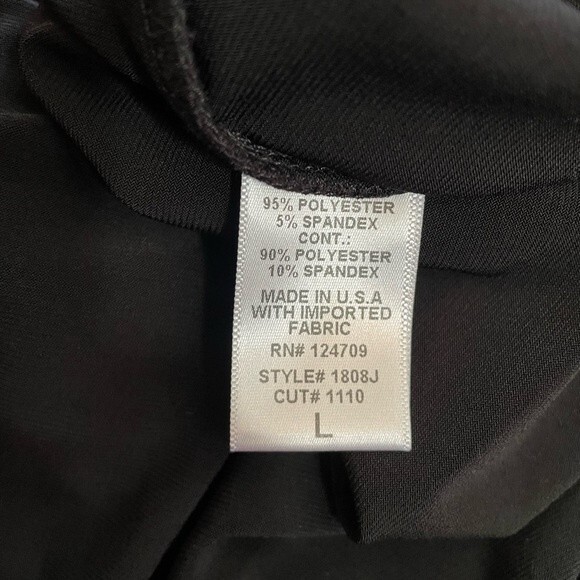 95% POLYESTER
5% SPANDEX
CONT.:
90% POLYESTER
10% SPANDEX
MADE IN U.S.A
WITH IMPORTED
FABRIC
RN# 124709
STYLE# 1808J
CUT# 1110
L